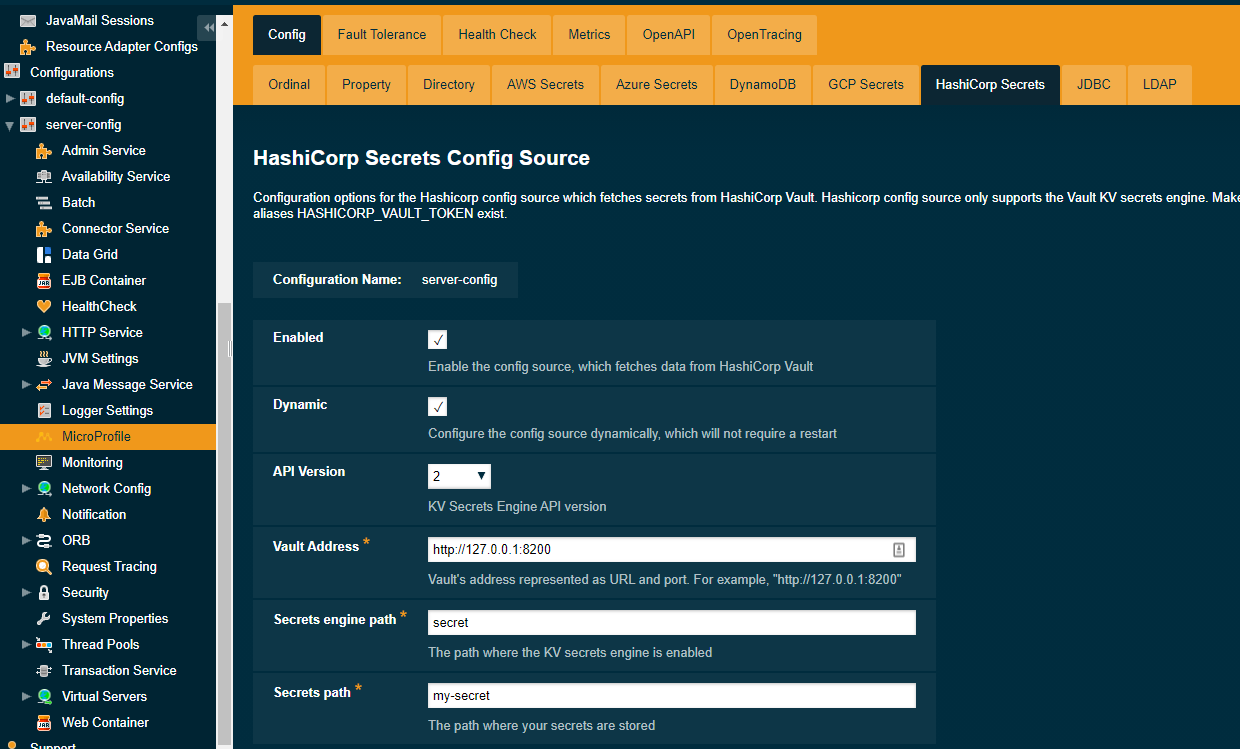 JavaMail Sessions
Resource Adapter Configs
Configurations
default-config
server-config
Admin Service
Availability Service
Batch
Connector Service
Data Grid
EJB Container
HealthCheck
HTTP Service
JVM Settings
Java Message Service
Logger Settings
MicroProfile
Monitoring
Network Config
Notification
ORB
Request Tracing
Security
System Properties
Thread Pools
Transaction Service
Virtual Servers
Web Container
Support
Config Fault Tolerance Health Check Metrics OpenAPI OpenTracing
Ordinal Property Directory AWS Secrets Azure Secrets DynamoDB GCP Secrets HashiCorp Secrets JDBC LDAP
HashiCorp Secrets Config Source
Configuration options for the Hashicorp config source which fetches secrets from HashiCorp Vault. Hashicorp config source only supports the Vault KV secrets engine. Make
aliases HASHICORP_VAULT_TOKEN exist.
Configuration Name: server-config
Enabled
Enable the config source, which fetches data from HashiCorp Vault
Dynamic
Configure the config source dynamically, which will not require a restart
API Version 2
KV Secrets Engine API version
Vault Address * http://127.0.0.1:8200
Vault's address represented as URL and port. For example, "http://127.0.0.1:8200"
Secrets engine path * secret
The path where the KV secrets engine is enabled
Secrets path * my-secret
The path where your secrets are stored